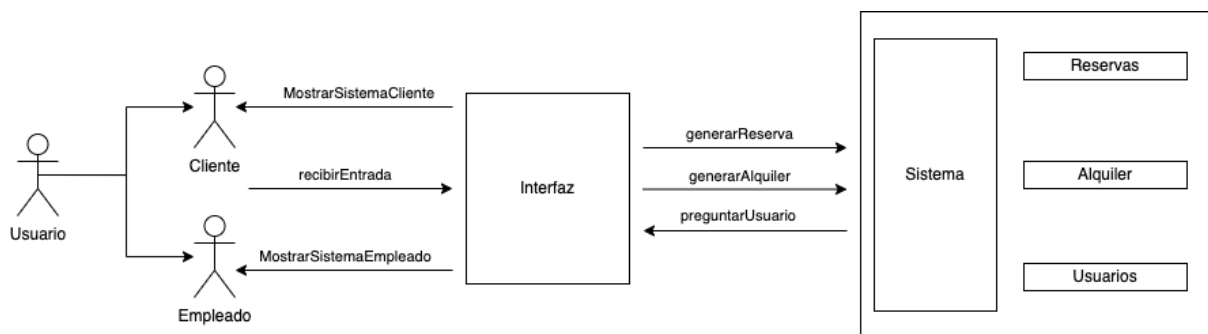 Usuario
Cliente
Empleado
MostrarSistemaCliente
recibirEntrada
MostrarSistemaEmpleado
Interfaz
generarReserva
generarAlquiler
preguntarUsuario
Sistema
Reservas
Alquiler
Usuarios